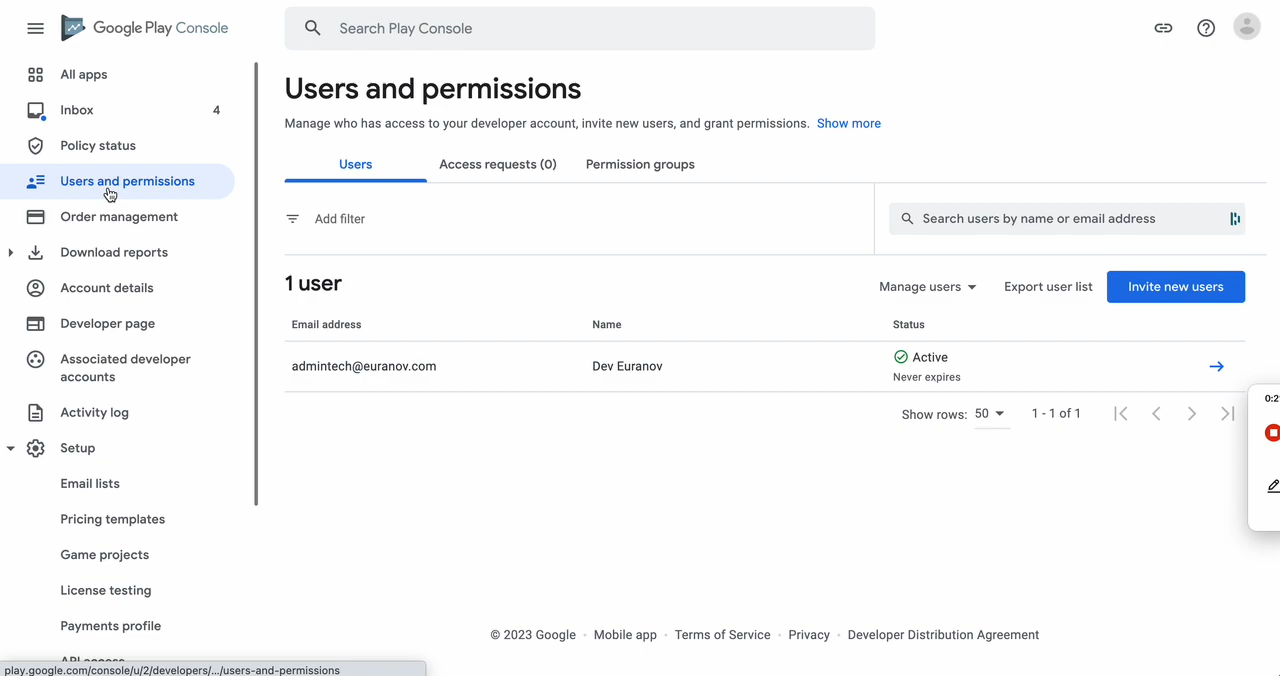 Google Play Console
Search Play Console
All apps
Inbox 4
Policy status
Users and permissions
Order management
Download reports
Account details
Developer page
Associated developer
accounts
Activity log
Setup
Email lists
Pricing templates
Game projects
License testing
Payments profile
API access
play.google.com/console/u/2/developers/.../users-and-permissions
Users and permissions
Manage who has access to your developer account, invite new users, and grant permissions. Show more
Users Access requests (0) Permission groups
Add filter
Search users by name or email address
1 user
Manage users Export user list Invite new users
Email address Name Status
admintech@euranov.com Dev Euranov Active
Never expires
Show rows: 50 1 - 1 of 1
© 2023 Google · Mobile app · Terms of Service · Privacy · Developer Distribution Agreement